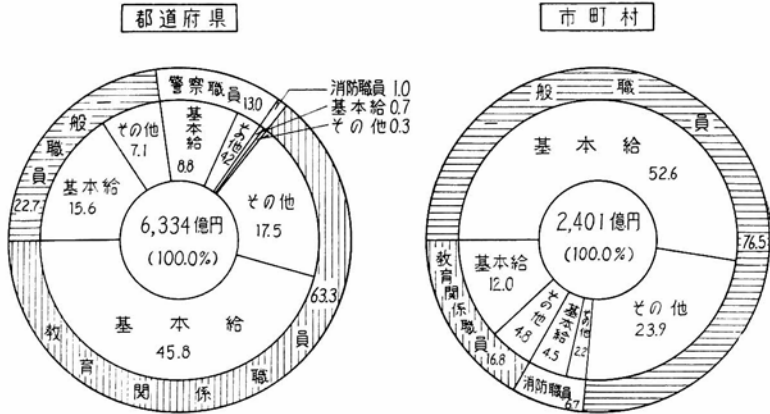 都道府県
警察職員 13.0
基本給 8.8
その他 4.2
消防職員 1.0
基本給 0.7
その他 0.3
一般職員 22.7
その他 7.1
基本給 15.6
6,334億円
(100.0%)
その他 17.5
63.3
基本給
45.8
教育関係職員
市町村
一般職員
基本給
52.6
76.5
2,401億円
(100.0%)
基本給
12.0
その他
4.8
基本給
4.5
その他
2.2
その他
23.9
教育関係職員 16.8
消防職員
6.7